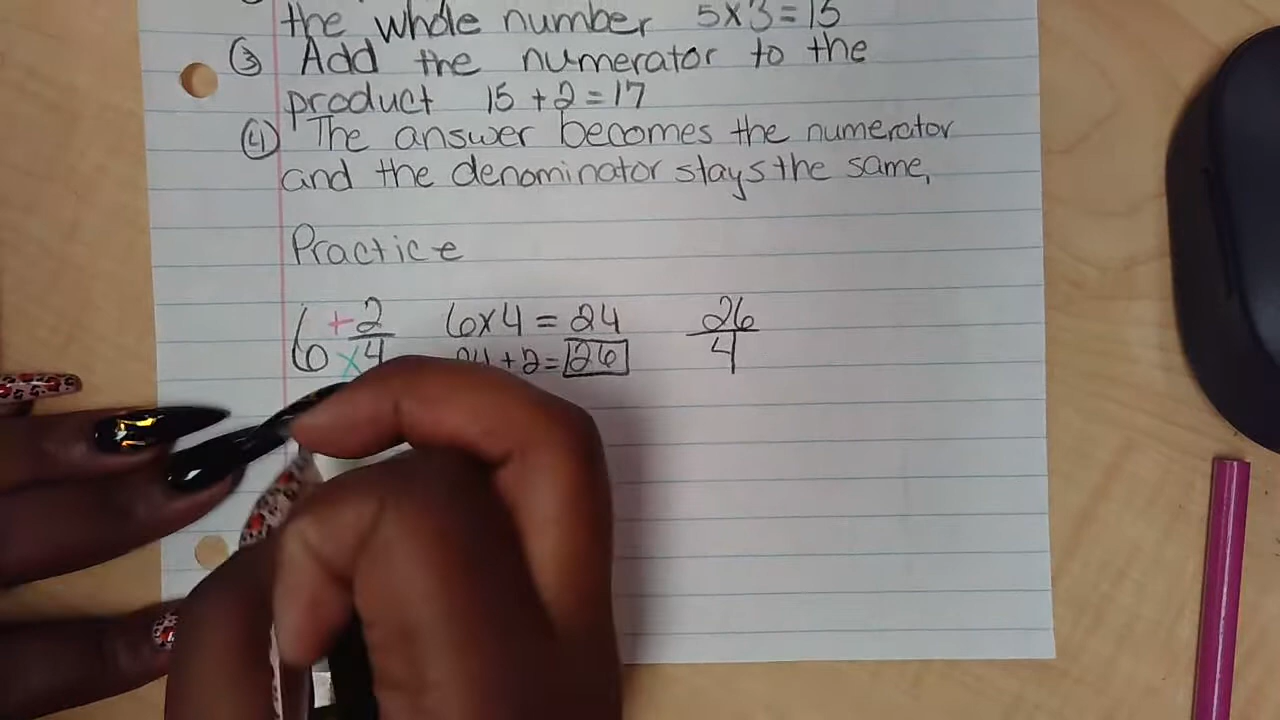 the whole number 5x3=15
③ Add the numerator to the
product 15+2=17
④ The answer becomes the numerator
and the denominator stays the same,
Practice
6 + 2/4 x 6x4 = 24 26/4
24+2=26